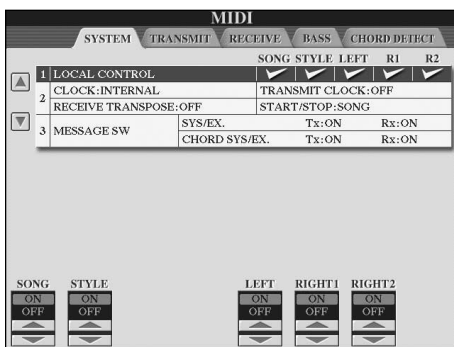 MIDI
SYSTEM TRANSMIT RECEIVE BASS CHORD DETECT
SONG STYLE LEFT R1 R2
1 LOCAL CONTROL
2 CLOCK:INTERNAL TRANSMIT CLOCK:OFF
RECEIVE TRANSPOSE:OFF START/STOP:SONG
3 MESSAGE SW SYS/EX. Tx:ON Rx:ON
CHORD SYS/EX. Tx:ON Rx:ON
SONG STYLE LEFT RIGHT1 RIGHT2
ON ON ON ON ON
OFF OFF OFF OFF OFF